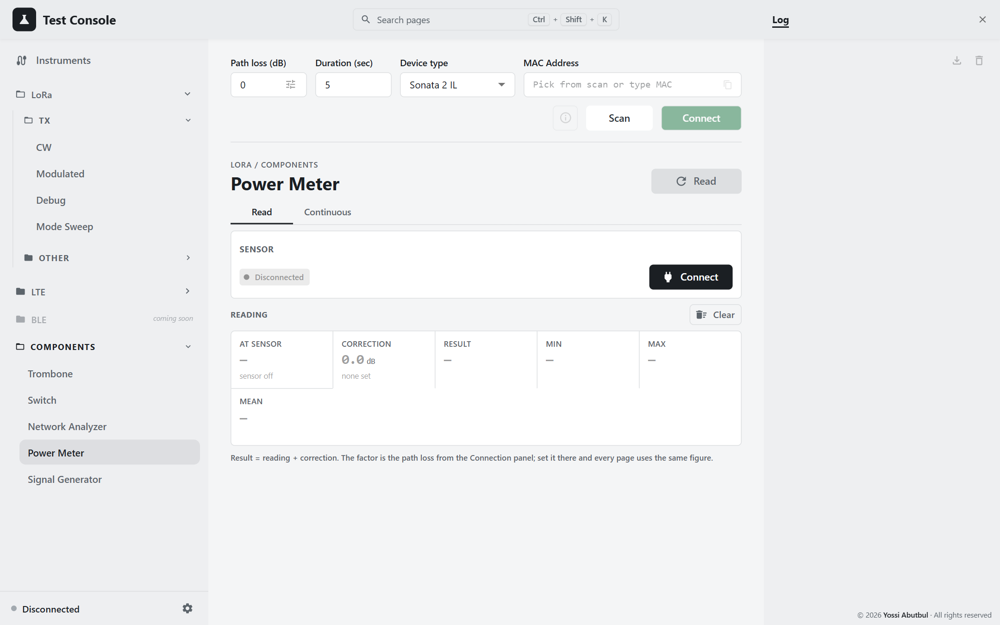 Test Console
Search pages
Ctrl + Shift + K
Log
Instruments
LoRa
TX
CW
Modulated
Debug
Mode Sweep
OTHER
LTE
BLE
coming soon
COMPONENTS
Trombone
Switch
Network Analyzer
Power Meter
Signal Generator
Disconnected
Path loss (dB)
0
Duration (sec)
5
Device type
Sonata 2 IL
MAC Address
Pick from scan or type MAC
Scan
Connect
LORA / COMPONENTS
Power Meter
Read
Read
Continuous
SENSOR
Disconnected
Connect
READING
Clear
AT SENSOR
–
sensor off
CORRECTION
0.0 dB
none set
RESULT
–
MIN
–
MAX
–
MEAN
–
Result = reading + correction. The factor is the path loss from the Connection panel; set it there and every page uses the same figure.
© 2026 Yossi Abutbul · All rights reserved